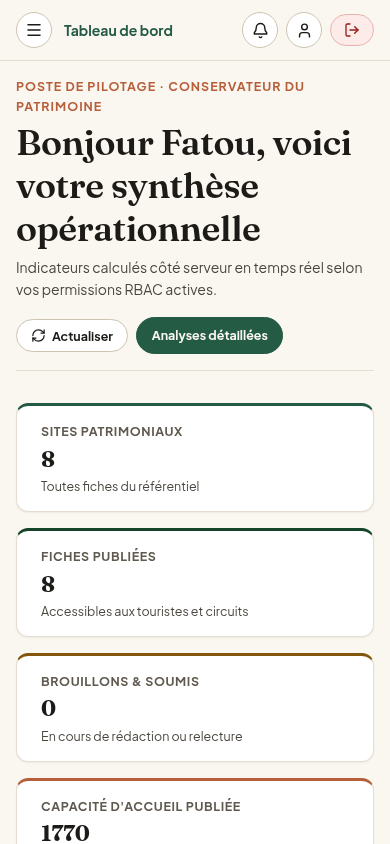 Tableau de bord
POSTE DE PILOTAGE · CONSERVATEUR DU
PATRIMOINE
Bonjour Fatou, voici
votre synthèse
opérationnelle
Indicateurs calculés côté serveur en temps réel selon
vos permissions RBAC actives.
Actualiser
Analyses détaillées
SITES PATRIMONIAUX
8
Toutes fiches du référentiel
FICHES PUBLIÉES
8
Accessibles aux touristes et circuits
BROUILLONS & SOUMIS
0
En cours de rédaction ou relecture
CAPACITÉ D'ACCUEIL PUBLIÉE
1770